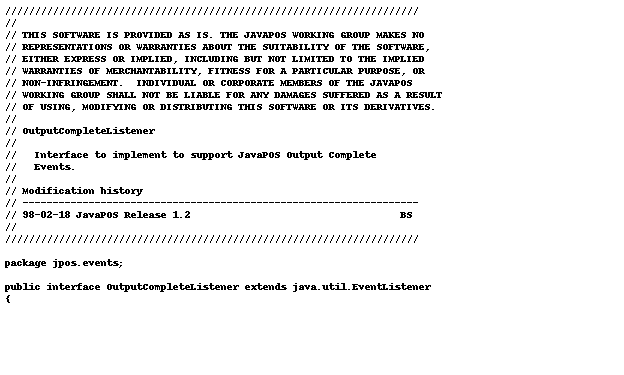 //////////////////////////////////////////////////////////////////////
//
// THIS SOFTWARE IS PROVIDED AS IS. THE JAVAPOS WORKING GROUP MAKES NO
// REPRESENTATIONS OR WARRANTIES ABOUT THE SUITABILITY OF THE SOFTWARE,
// EITHER EXPRESS OR IMPLIED, INCLUDING BUT NOT LIMITED TO THE IMPLIED
// WARRANTIES OF MERCHANTABILITY, FITNESS FOR A PARTICULAR PURPOSE, OR
// NON-INFRINGEMENT.  INDIVIDUAL OR CORPORATE MEMBERS OF THE JAVAPOS
// WORKING GROUP SHALL NOT BE LIABLE FOR ANY DAMAGES SUFFERED AS A RESULT
// OF USING, MODIFYING OR DISTRIBUTING THIS SOFTWARE OR ITS DERIVATIVES.
//
// OutputCompleteListener
//
//   Interface to implement to support JavaPOS Output Complete
//   Events.
//
// Modification history
// ------------------------------------------------------------------
// 98-02-18 JavaPOS Release 1.2                                   BS
//
//////////////////////////////////////////////////////////////////////

package jpos.events;

public interface OutputCompleteListener extends java.util.EventListener
{